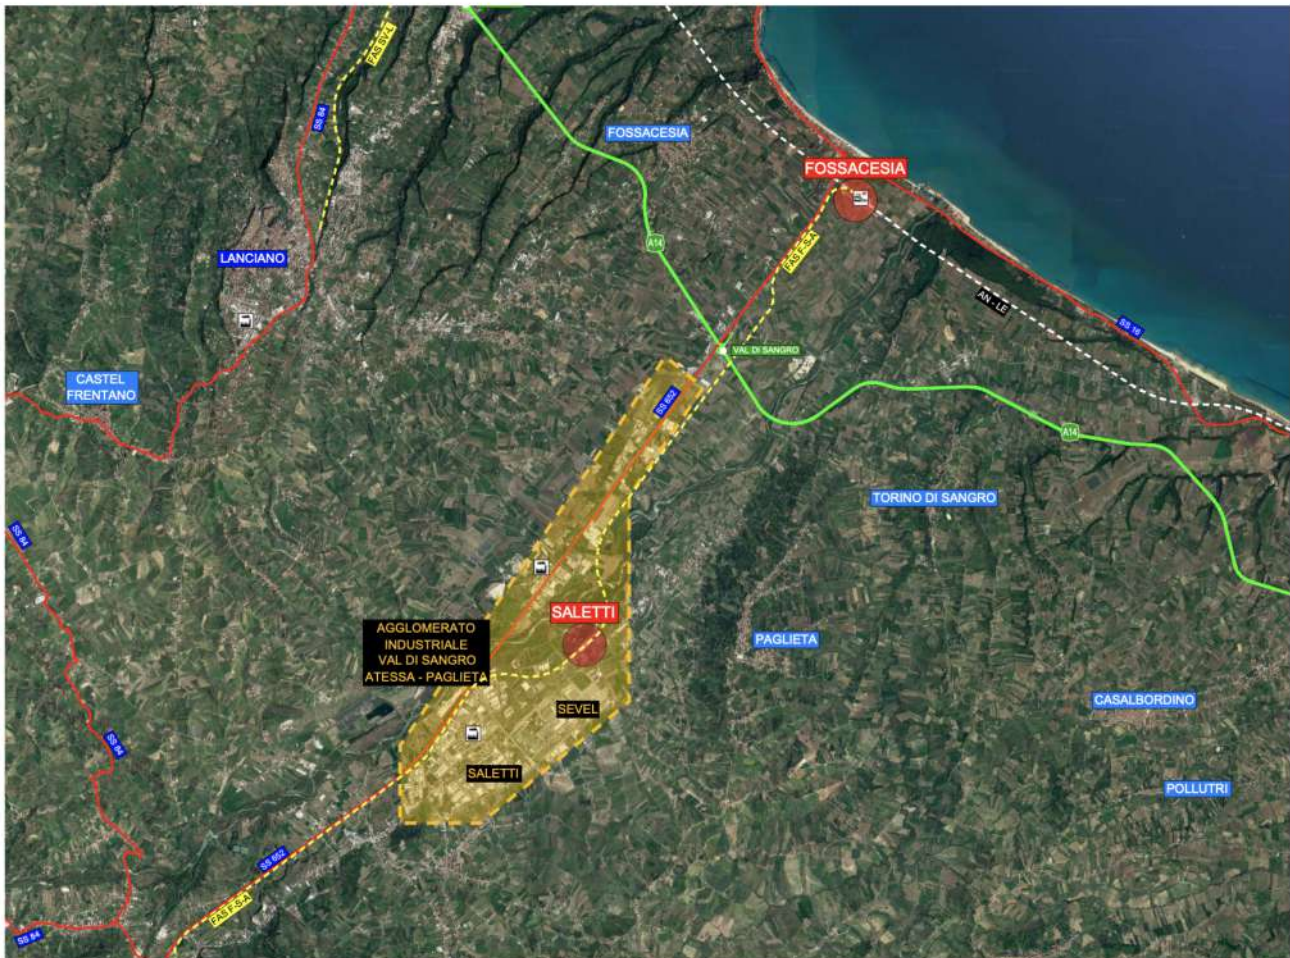 FAS SV/L
SS 84
FOSSACESIA
FOSSACESIA
A14
FAS F-S-A
LANCIANO
AN - LE
SS 16
VAL DI SANGRO
CASTEL
FRENTANO
SS 652
A14
TORINO DI SANGRO
SS 84
SALETTI
AGGLOMERATO
INDUSTRIALE
VAL DI SANGRO
ATESSA - PAGLIETA
PAGLIETA
SEVEL
CASALBORDINO
SS 84
SALETTI
POLLUTRI
SS 652
FAS F-S-A
SS 84